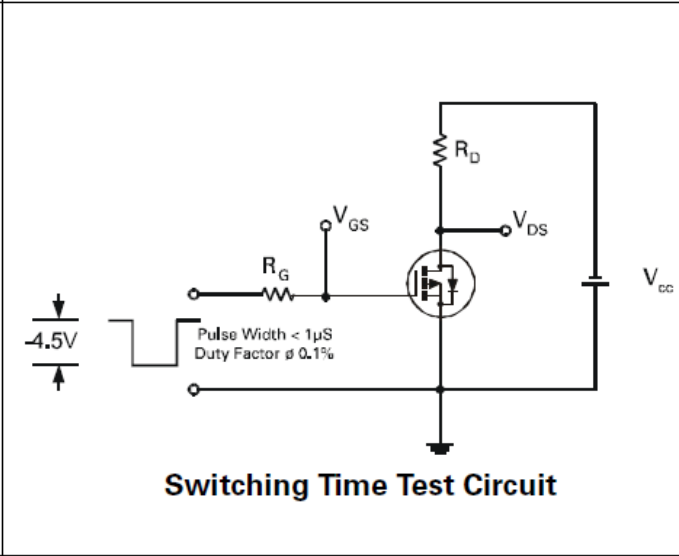 R_D
V_GS
V_DS
R_G
V_cc
-4.5V
Pulse Width < 1µS
Duty Factor ø 0.1%
Switching Time Test Circuit